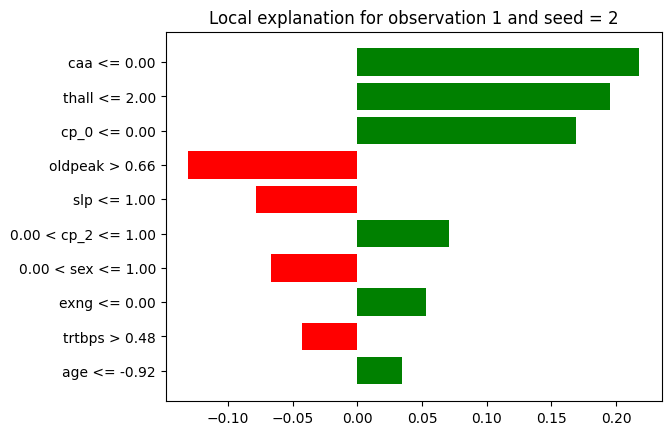 Local explanation for observation 1 and seed = 2
caa <= 0.00
thall <= 2.00
cp_0 <= 0.00
oldpeak > 0.66
slp <= 1.00
0.00 < cp_2 <= 1.00
0.00 < sex <= 1.00
exng <= 0.00
trtbps > 0.48
age <= -0.92
−0.10 −0.05 0.00 0.05 0.10 0.15 0.20